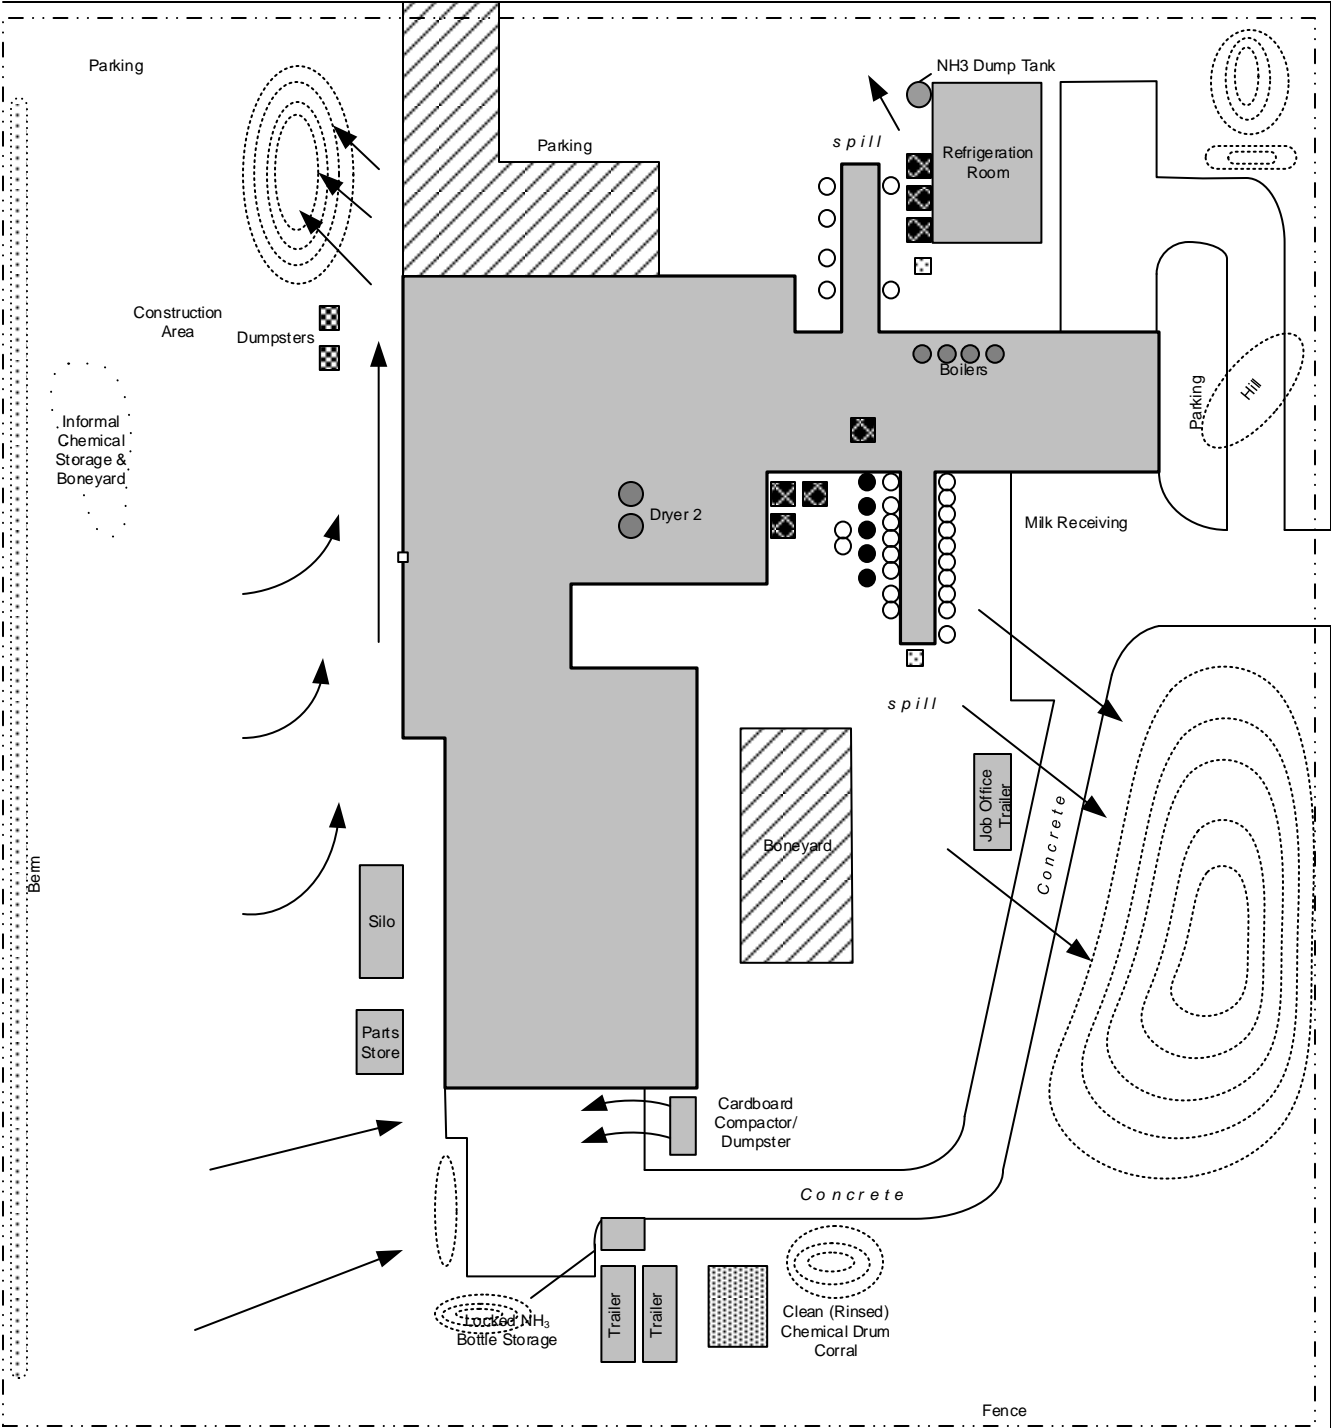 Parking
NH3 Dump Tank
Parking
spill
Refrigeration
Room
Construction
Area
Dumpsters
Boilers
Parking
Hill
Informal
Chemical
Storage &
Boneyard
Dryer 2
Milk Receiving
spill
Job Office
Trailer
Concrete
Boneyard
Berm
Silo
Parts
Store
Cardboard
Compactor/
Dumpster
Concrete
Locked NH₃
Bottle Storage
Trailer
Trailer
Clean (Rinsed)
Chemical Drum
Corral
Fence